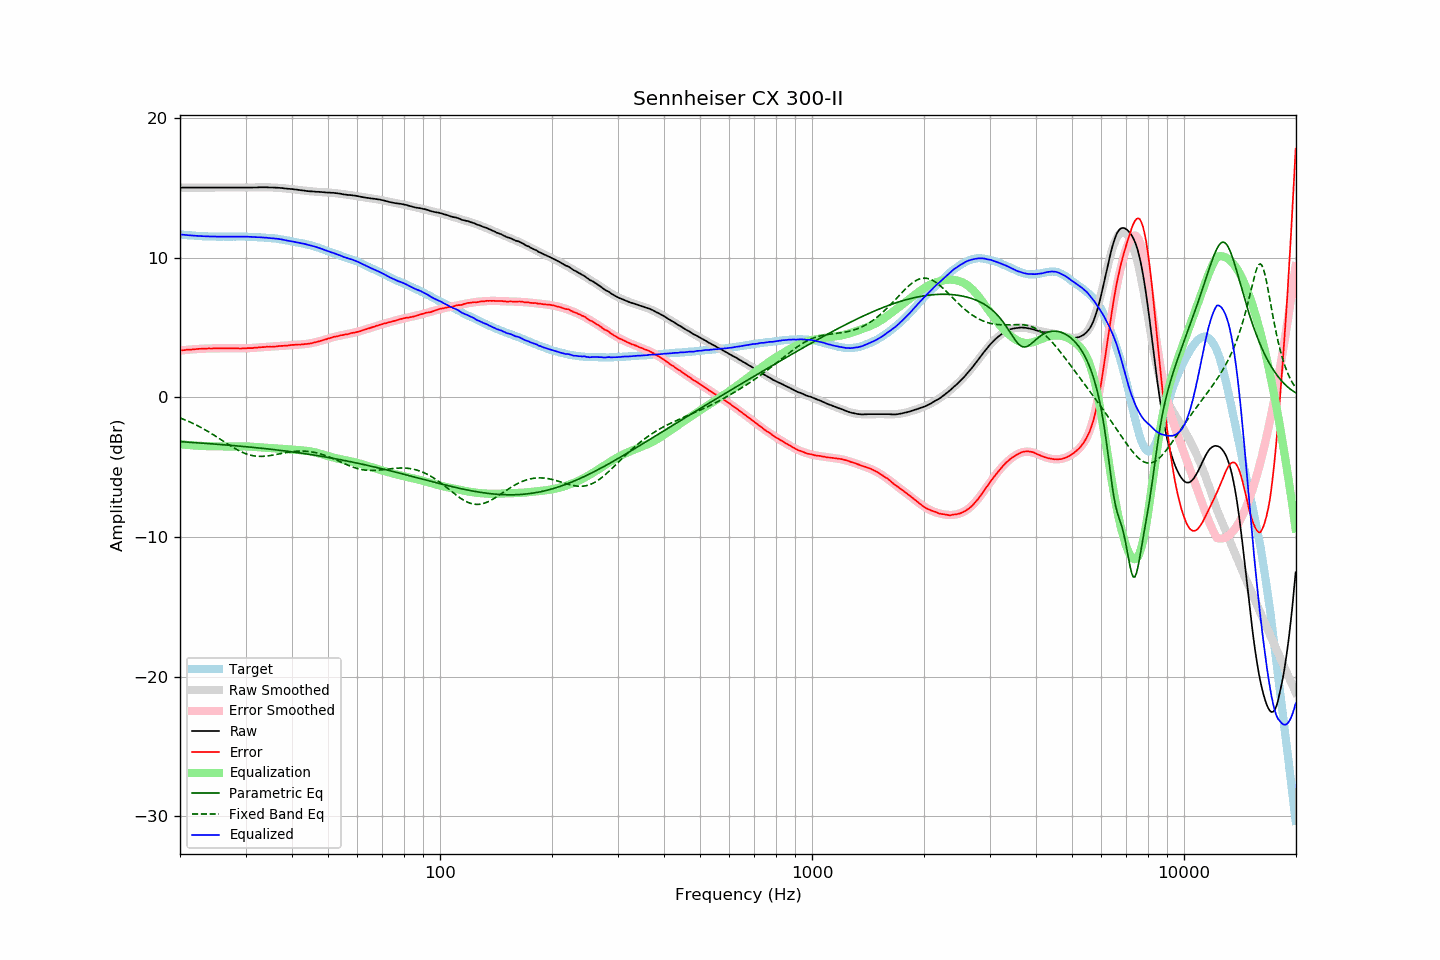 Sennheiser CX 300-II
20
10
0
−10
−20
−30
Amplitude (dBr)
Target
Raw Smoothed
Error Smoothed
Raw
Error
Equalization
Parametric Eq
Fixed Band Eq
Equalized
100
1000
10000
Frequency (Hz)